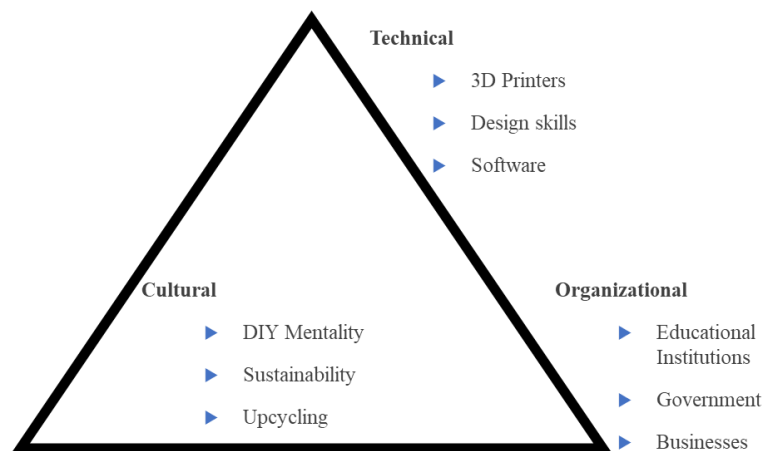 Technical
3D Printers
Design skills
Software
Cultural
DIY Mentality
Sustainability
Upcycling
Organizational
Educational
Institutions
Government
Businesses